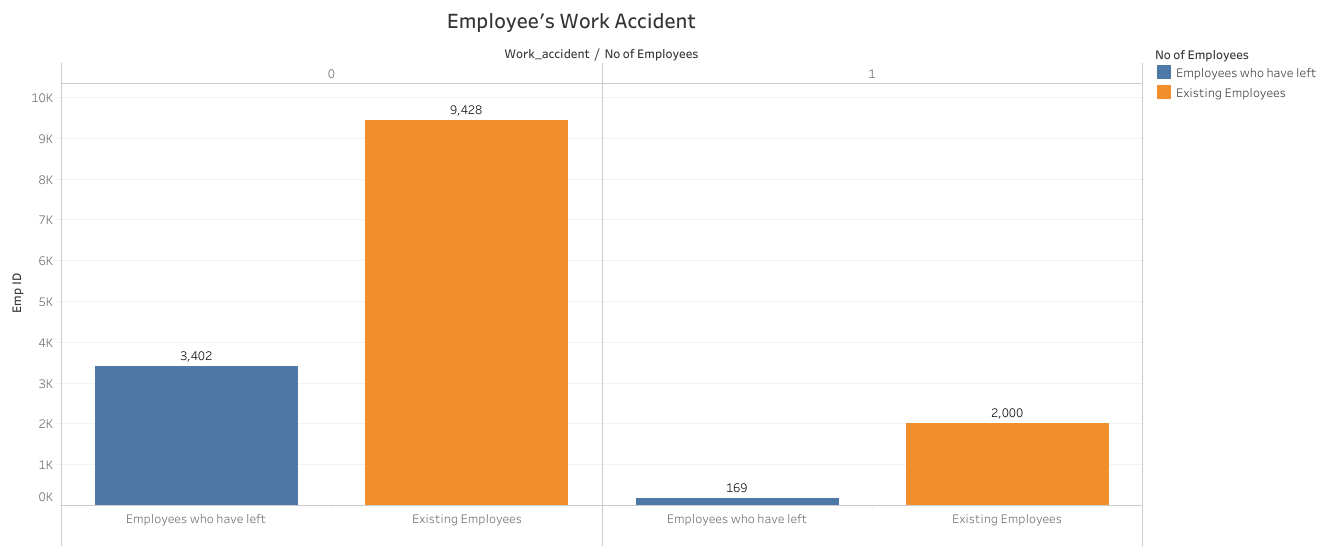 Employee's Work Accident
Work_accident / No of Employees
No of Employees
Employees who have left
Existing Employees
0
1
Emp ID
10K
9K
8K
7K
6K
5K
4K
3K
2K
1K
0K
3,402
9,428
169
2,000
Employees who have left
Existing Employees
Employees who have left
Existing Employees